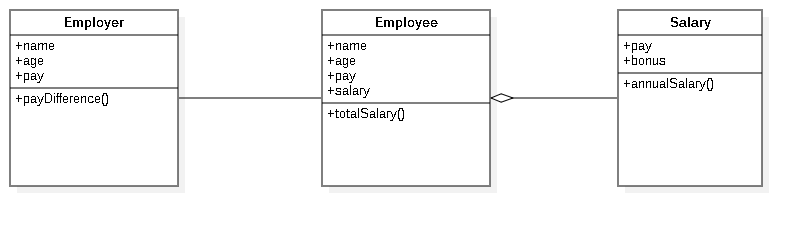 Employer
+name
+age
+pay
+payDifference()
Employee
+name
+age
+pay
+salary
+totalSalary()
Salary
+pay
+bonus
+annualSalary()